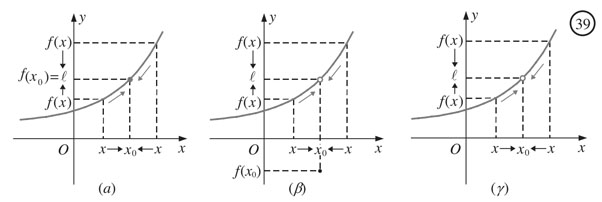 39
y y y
f(x) f(x) f(x)
f(x₀)=ℓ ℓ ℓ
f(x) f(x) f(x)
O x x₀ x x O x x₀ x x O x x₀ x x
f(x₀)
(α) (β) (γ)